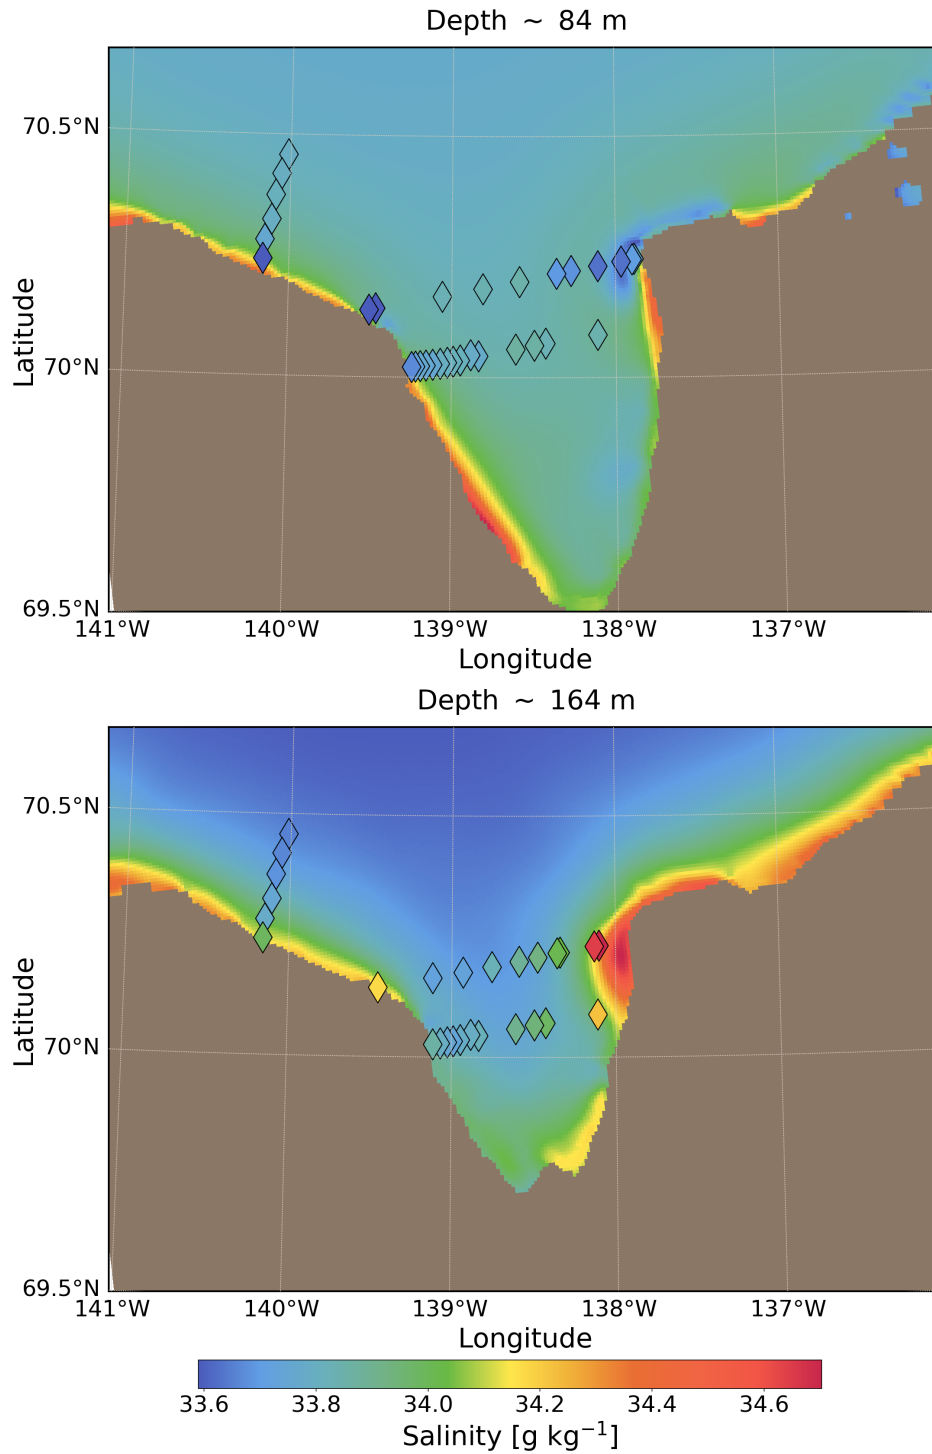 Depth ~ 84 m
70.5°N
70°N
69.5°N
141°W 140°W 139°W 138°W 137°W
Latitude
Longitude
Depth ~ 164 m
70.5°N
70°N
69.5°N
141°W 140°W 139°W 138°W 137°W
Latitude
Longitude
33.6 33.8 34.0 34.2 34.4 34.6
Salinity [g kg⁻¹]